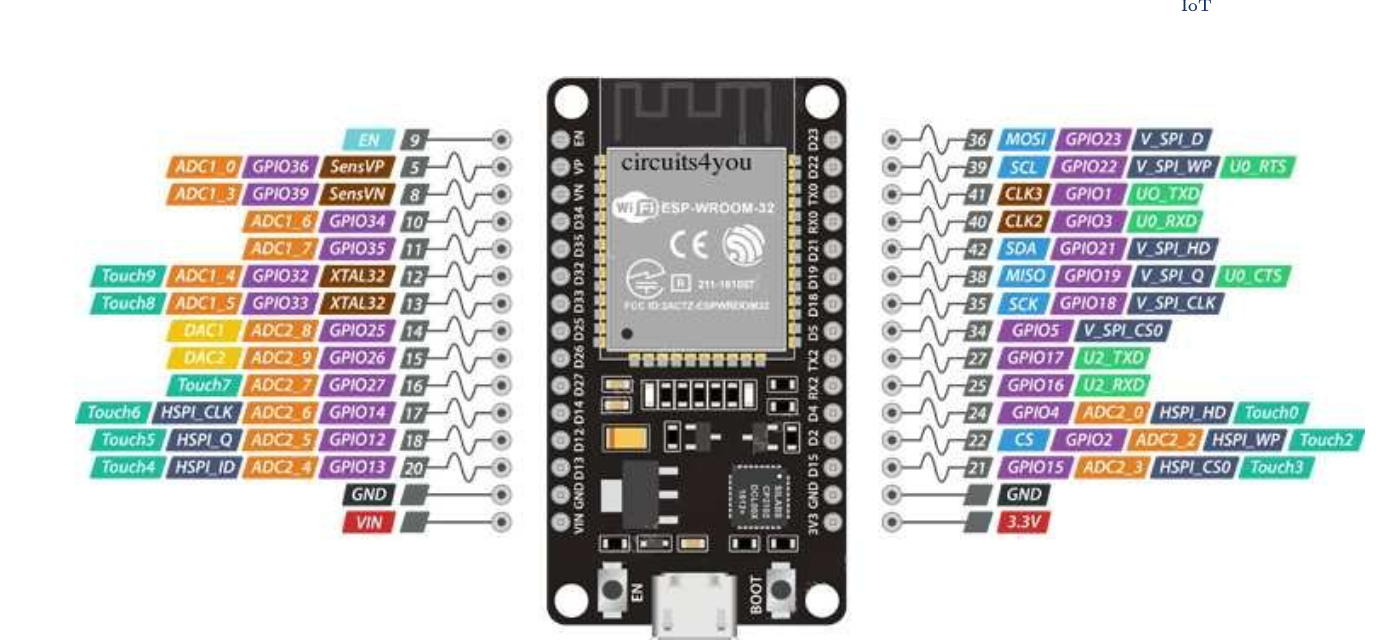 IoT
EN 9 EN D23 36 MOSI GPIO23 V_SPI_D
ADC1_0 GPIO36 SensVP 5 VP D22 39 SCL GPIO22 V_SPI_WP U0_RTS
ADC1_3 GPIO39 SensVN 8 VN TX0 41 CLK3 GPIO1 UO_TXD
ADC1_6 GPIO34 10 D34 RX0 40 CLK2 GPIO3 U0_RXD
ADC1_7 GPIO35 11 D35 D21 42 SDA GPIO21 V_SPI_HD
Touch9 ADC1_4 GPIO32 XTAL32 12 D32 D19 38 MISO GPIO19 V_SPI_Q U0_CTS
Touch8 ADC1_5 GPIO33 XTAL32 13 D33 D18 35 SCK GPIO18 V_SPI_CLK
DAC1 ADC2_8 GPIO25 14 D25 D5 34 GPIO5 V_SPI_CS0
DAC2 ADC2_9 GPIO26 15 D26 TX2 27 GPIO17 U2_TXD
Touch7 ADC2_7 GPIO27 16 D27 RX2 25 GPIO16 U2_RXD
Touch6 HSPI_CLK ADC2_6 GPIO14 17 D14 D4 24 GPIO4 ADC2_0 HSPI_HD Touch0
Touch5 HSPI_Q ADC2_5 GPIO12 18 D12 D2 22 CS GPIO2 ADC2_2 HSPI_WP Touch2
Touch4 HSPI_ID ADC2_4 GPIO13 20 D13 D15 21 GPIO15 ADC2_3 HSPI_CS0 Touch3
GND GND GND GND
VIN VIN 3V3 3.3V
circuits4you
Wi Fi ESP-WROOM-32
CE
R 211-161007
FCC ID:2AC7Z-ESPWROOM32
SILABS
CP2102
EN
BOOT